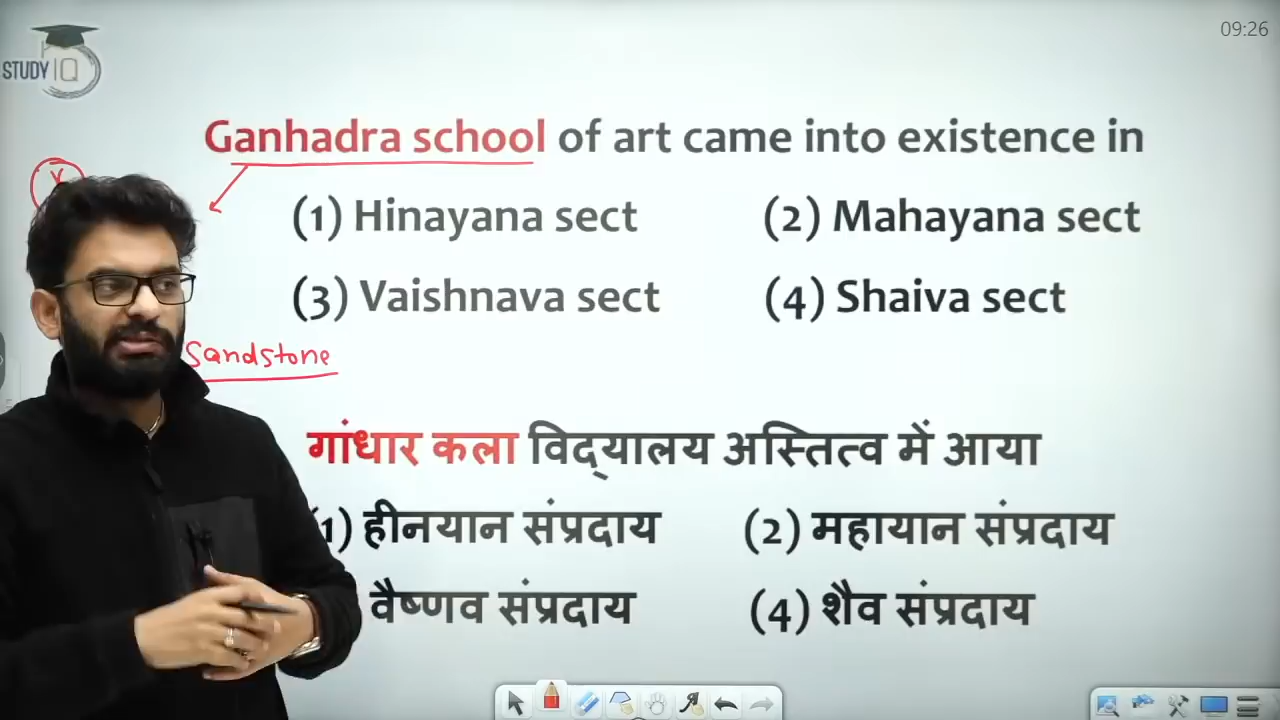 STUDY IQ
09:26
Ganhadra school of art came into existence in
(1) Hinayana sect (2) Mahayana sect
(3) Vaishnava sect (4) Shaiva sect
Sandstone
गांधार कला विद्यालय अस्तित्व में आया
1) हीनयान संप्रदाय (2) महायान संप्रदाय
वैष्णव संप्रदाय (4) शैव संप्रदाय